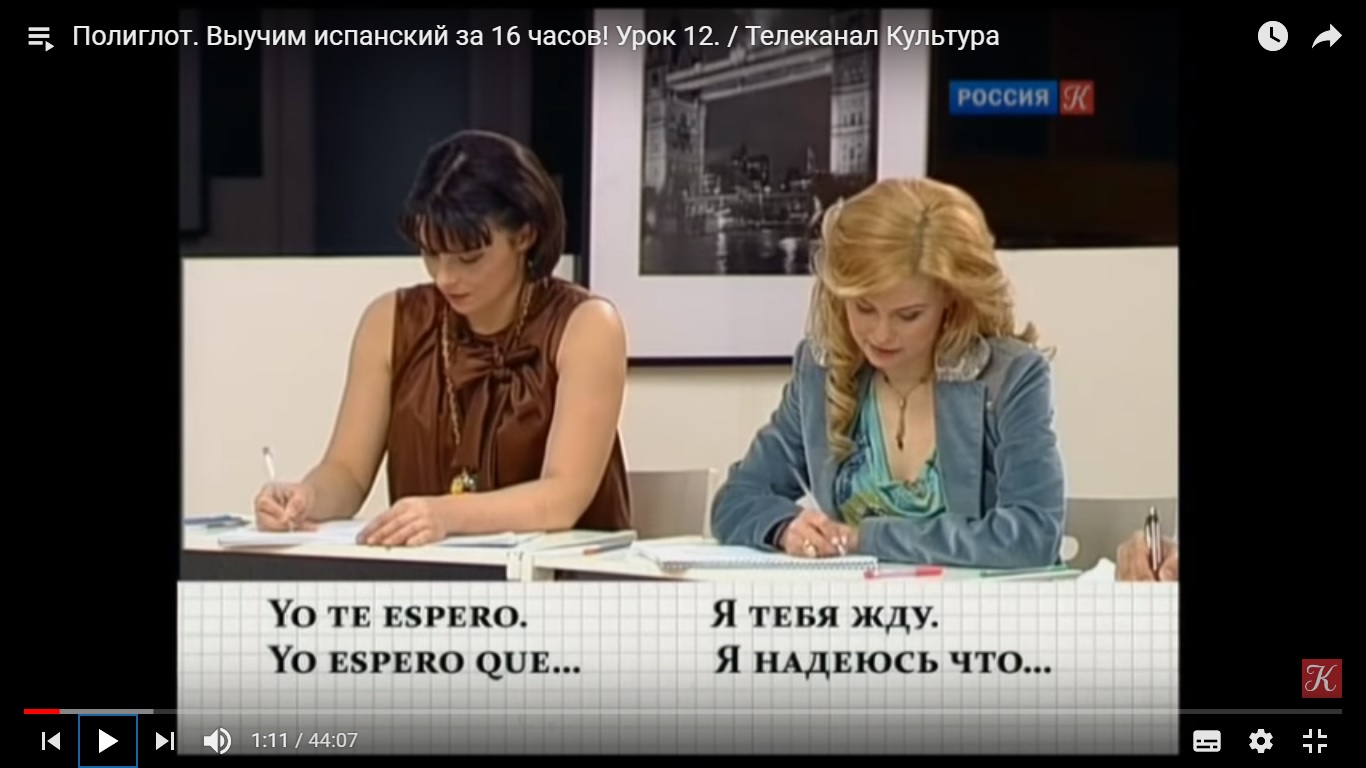 Полиглот. Выучим испанский за 16 часов! Урок 12. / Телеканал Культура
РОССИЯ К
Yo te espero. Я тебя жду.
Yo espero que... Я надеюсь что...
К
1:11 / 44:07